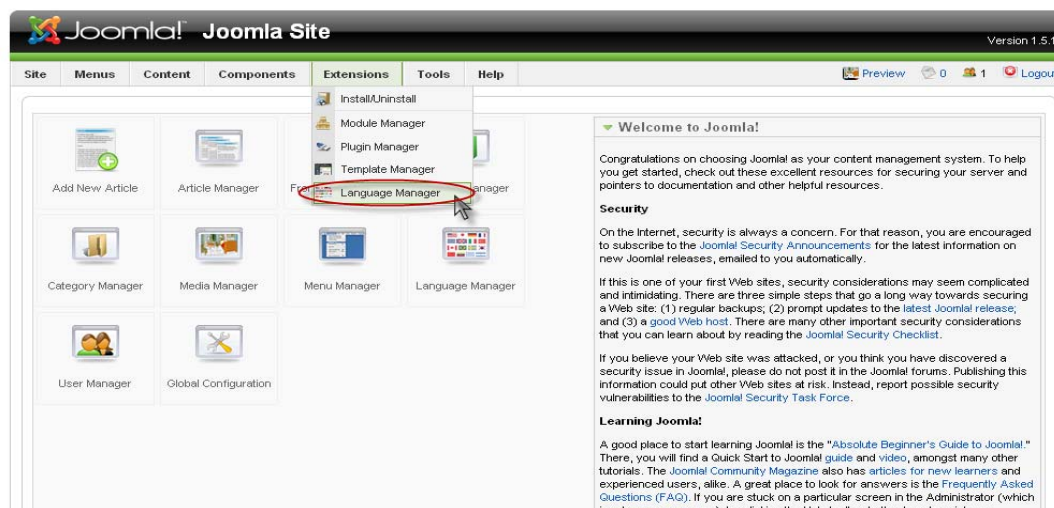 Joomla! Joomla Site
Version 1.5.1
Site Menus Content Components Extensions Tools Help
Preview 0 1 Logou
Install/Uninstall
Module Manager
Plugin Manager
Template Manager
Language Manager
Add New Article
Article Manager
Fro
anager
Category Manager
Media Manager
Menu Manager
Language Manager
User Manager
Global Configuration
Welcome to Joomla!
Congratulations on choosing Joomla! as your content management system. To help
you get started, check out these excellent resources for securing your server and
pointers to documentation and other helpful resources.
Security
On the Internet, security is always a concern. For that reason, you are encouraged
to subscribe to the Joomla! Security Announcements for the latest information on
new Joomla! releases, emailed to you automatically.
If this is one of your first Web sites, security considerations may seem complicated
and intimidating. There are three simple steps that go a long way towards securing
a Web site: (1) regular backups; (2) prompt updates to the latest Joomla! release;
and (3) a good Web host. There are many other important security considerations
that you can learn about by reading the Joomla! Security Checklist.
If you believe your Web site was attacked, or you think you have discovered a
security issue in Joomla!, please do not post it in the Joomla! forums. Publishing this
information could put other Web sites at risk. Instead, report possible security
vulnerabilities to the Joomla! Security Task Force.
Learning Joomla!
A good place to start learning Joomla! is the "Absolute Beginner's Guide to Joomla!."
There, you will find a Quick Start to Joomla! guide and video, amongst many other
tutorials. The Joomla! Community Magazine also has articles for new learners and
experienced users, alike. A great place to look for answers is the Frequently Asked
Questions (FAQ). If you are stuck on a particular screen in the Administrator (which